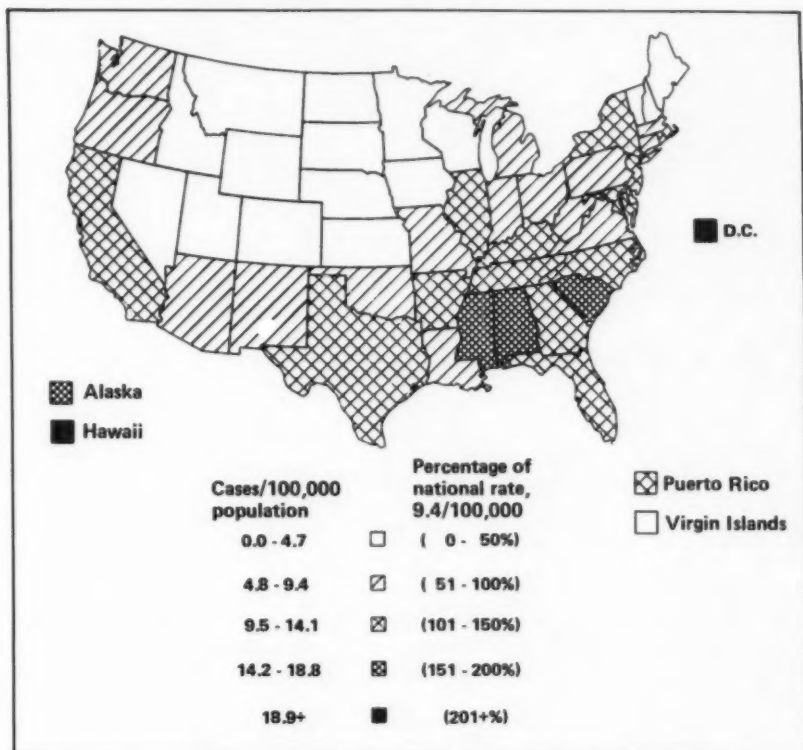 D.C.
Alaska
Hawaii
Puerto Rico
Virgin Islands
Cases/100,000 Percentage of
population national rate,
9.4/100,000
0.0 - 4.7 ( 0 - 50%)
4.8 - 9.4 ( 51 - 100%)
9.5 - 14.1 (101 - 150%)
14.2 - 18.8 (151 - 200%)
18.9+ (201+%)